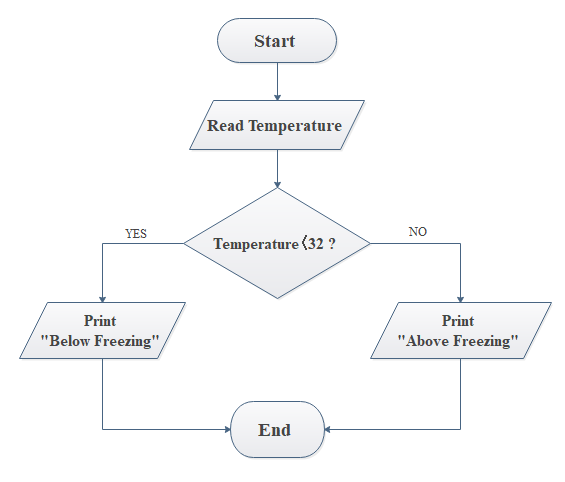 Start
Read Temperature
Temperature〈32 ?
YES
NO
Print
"Below Freezing"
Print
"Above Freezing"
End